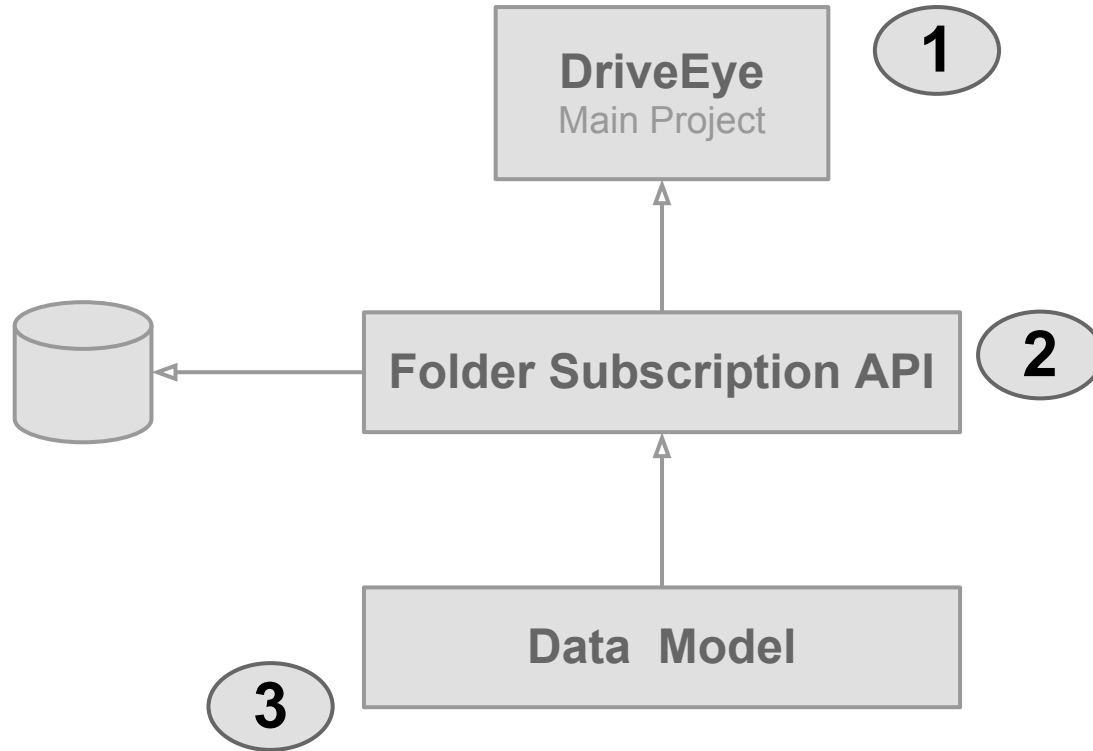 DriveEye
Main Project
1
Folder Subscription API
2
Data Model
3